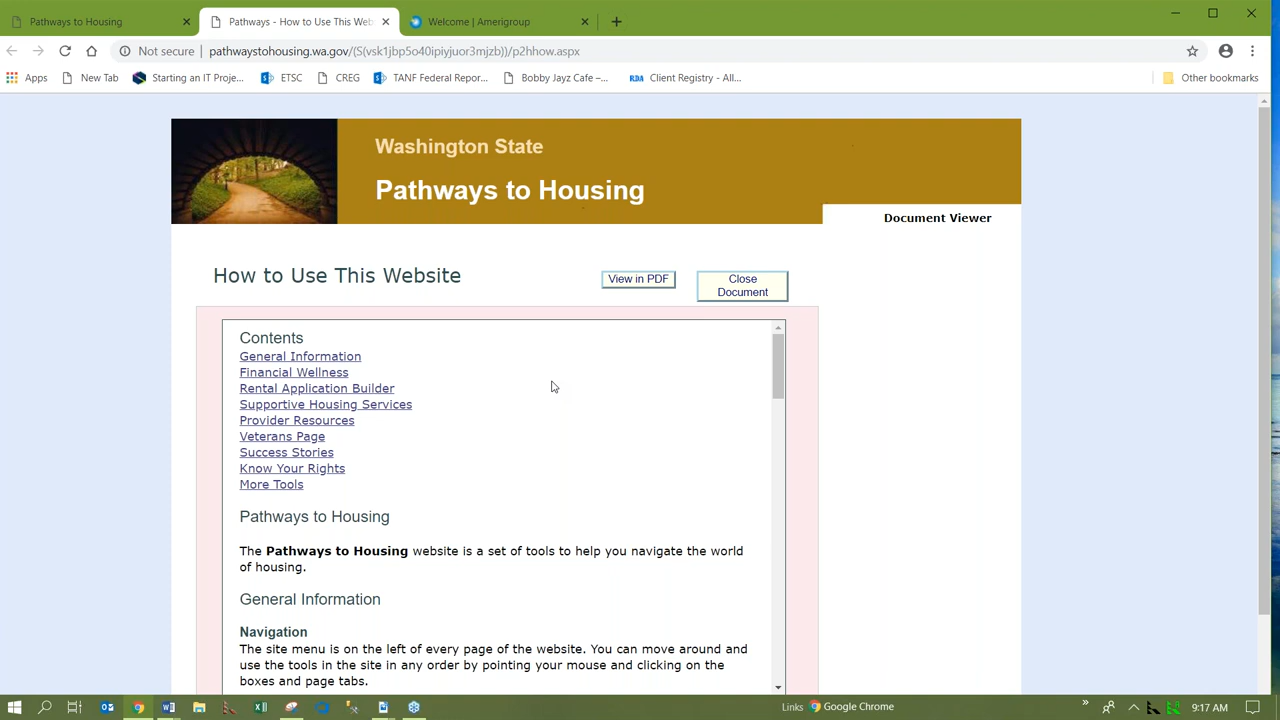 Pathways to Housing
Pathways - How to Use This Web
Welcome | Amerigroup
Not secure | pathwaystohousing.wa.gov/(S(vsk1jbp5o40ipiyjuor3mjzb))/p2hhow.aspx
Apps
New Tab
Starting an IT Proje...
ETSC
CREG
TANF Federal Repor...
Bobby Jayz Cafe –...
RDA
Client Registry - All...
Other bookmarks
Washington State
Pathways to Housing
Document Viewer
How to Use This Website
View in PDF
Close
Document
Contents
General Information
Financial Wellness
Rental Application Builder
Supportive Housing Services
Provider Resources
Veterans Page
Success Stories
Know Your Rights
More Tools
Pathways to Housing
The Pathways to Housing website is a set of tools to help you navigate the world
of housing.
General Information
Navigation
The site menu is on the left of every page of the website. You can move around and
use the tools in the site in any order by pointing your mouse and clicking on the
boxes and page tabs.
Links
Google Chrome
9:17 AM